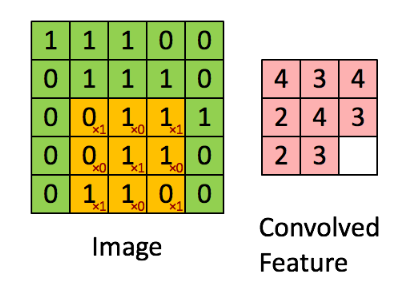 1 1 1 0 0
0 1 1 1 0 4 3 4
0 0×1 1×0 1×1 1 2 4 3
0 0×0 1×1 1×0 0 2 3
0 1×1 1×0 0×1 0
Image
Convolved
Feature